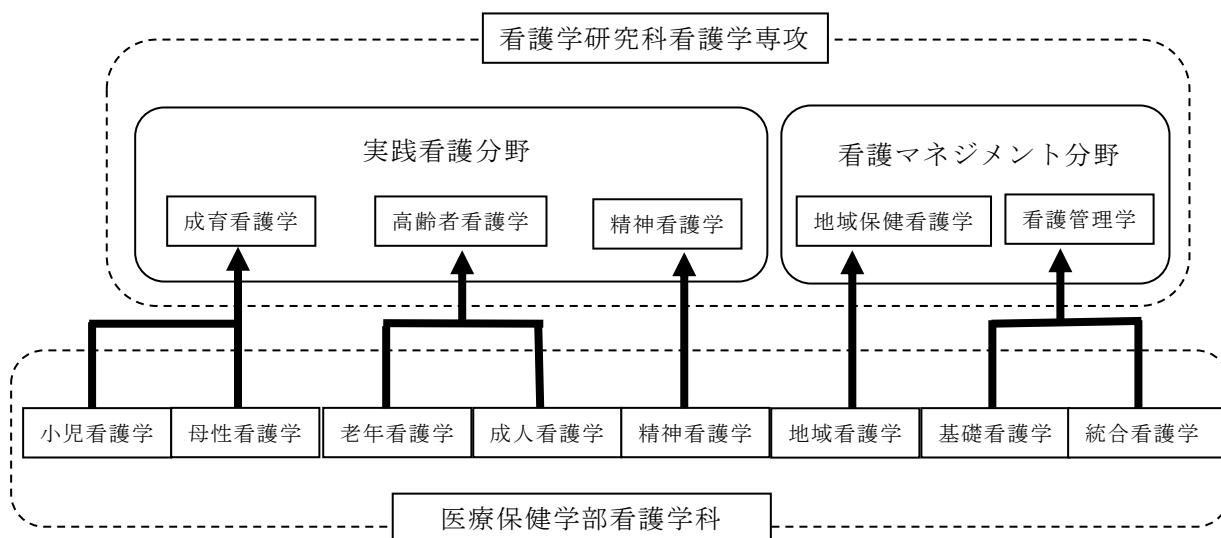 看護学研究科看護学専攻
実践看護分野
看護マネジメント分野
成育看護学
高齢者看護学
精神看護学
地域保健看護学
看護管理学
小児看護学
母性看護学
老年看護学
成人看護学
精神看護学
地域看護学
基礎看護学
統合看護学
医療保健学部看護学科